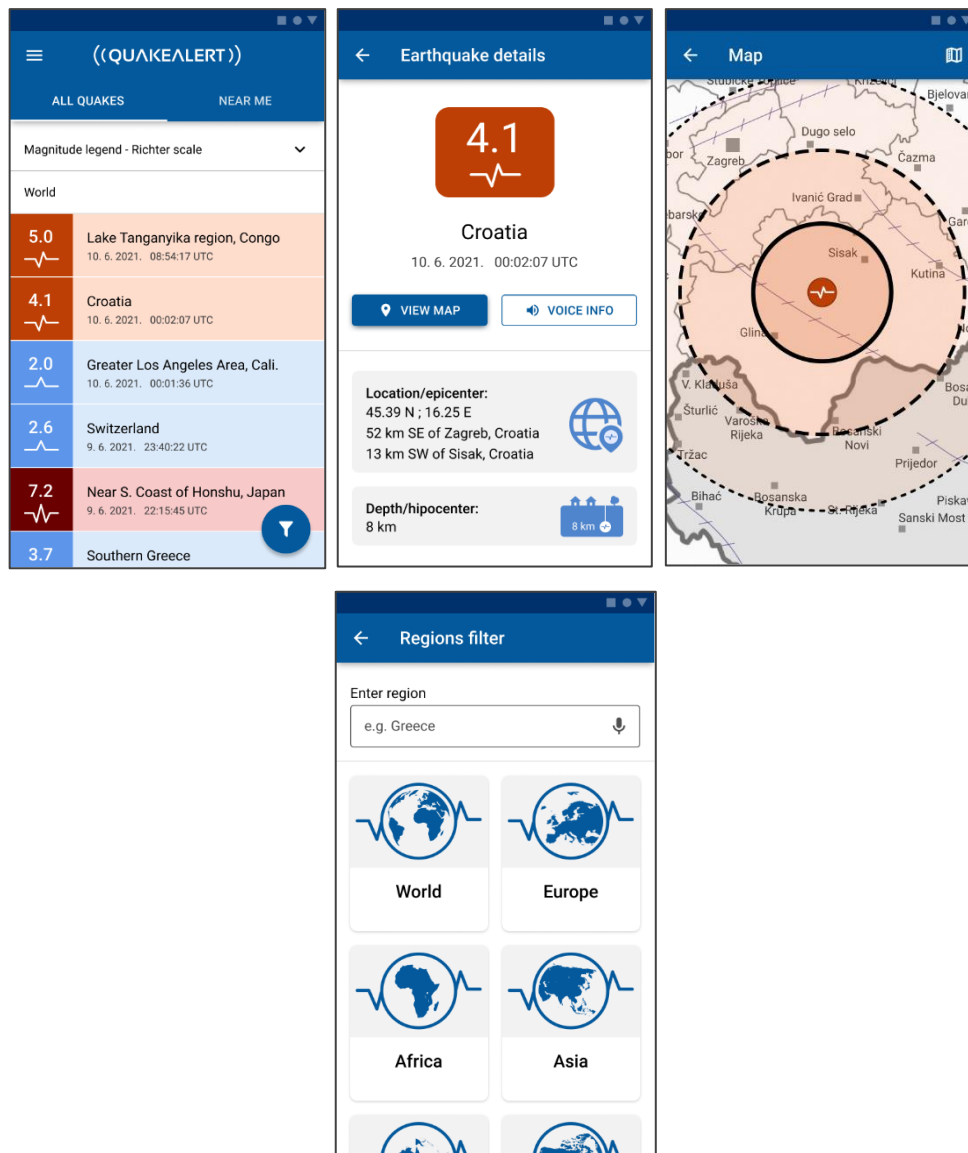 ((QUΛKEΛLERT))
ALL QUAKES
NEAR ME
Magnitude legend - Richter scale
World
5.0
Lake Tanganyika region, Congo
10. 6. 2021. 08:54:17 UTC
4.1
Croatia
10. 6. 2021. 00:02:07 UTC
2.0
Greater Los Angeles Area, Cali.
10. 6. 2021. 00:01:36 UTC
2.6
Switzerland
9. 6. 2021. 23:40:22 UTC
7.2
Near S. Coast of Honshu, Japan
9. 6. 2021. 22:15:45 UTC
3.7
Southern Greece
Earthquake details
4.1
Croatia
10. 6. 2021. 00:02:07 UTC
VIEW MAP
VOICE INFO
Location/epicenter:
45.39 N ; 16.25 E
52 km SE of Zagreb, Croatia
13 km SW of Sisak, Croatia
Depth/hipocenter:
8 km
8 km
Map
Bjelovar
Dugo selo
Zagreb
Čazma
Ivanić Grad
Sisak
Kutina
Glina
V. Kladuša
Šturlić
Varoška
Rijeka
Bosanski
Novi
Tržac
Prijedor
Bihać
Bosanska
Krupa
St. Rijeka
Sanski Most
Regions filter
Enter region
e.g. Greece
World
Europe
Africa
Asia